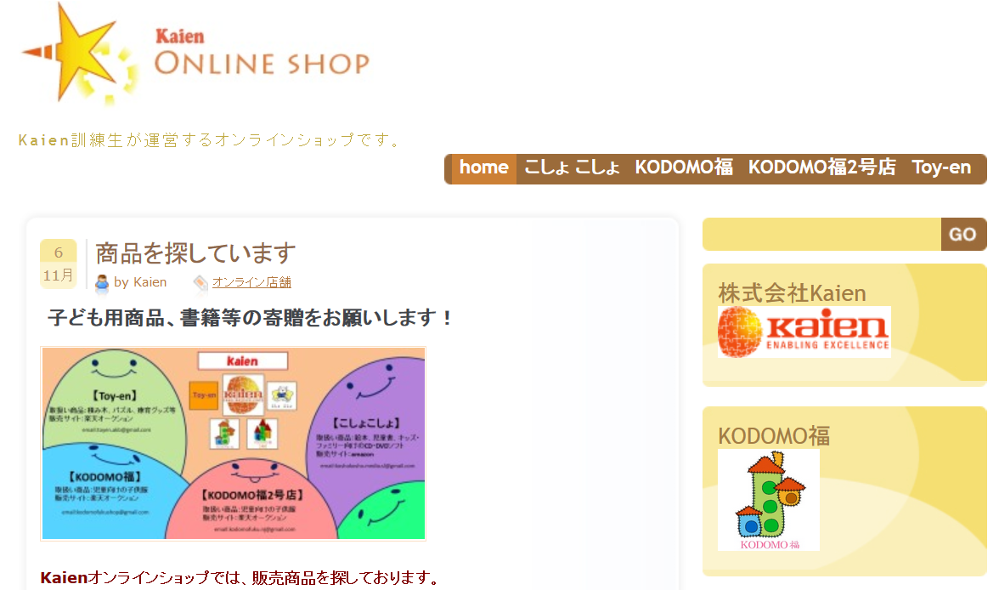 Kaien
ONLINE SHOP
Kaien訓練生が運営するオンラインショップです。
home こしょ こしょ KODOMO福 KODOMO福2号店 Toy-en
6
11月
商品を探しています
by Kaien オンライン店舗
子ども用商品、書籍等の寄贈をお願いします！
Kaien
【Toy-en】
取扱い商品：積み木、パズル、療育グッズ等
販売サイト：楽天オークション
Toy-en
Kaien
【こしょこしょ】
取扱い商品：絵本、児童書、キッズ・
ファミリー向けのCD・DVDソフト
販売サイト：amazon
【KODOMO福】
取扱い商品：児童向けの子供服
販売サイト：楽天オークション
【KODOMO福2号店】
取扱い商品：児童向けの子供服
販売サイト：楽天オークション
Kaienオンラインショップでは、販売商品を探しております。
GO
株式会社Kaien
Kaien
ENABLING EXCELLENCE
KODOMO福
KODOMO福